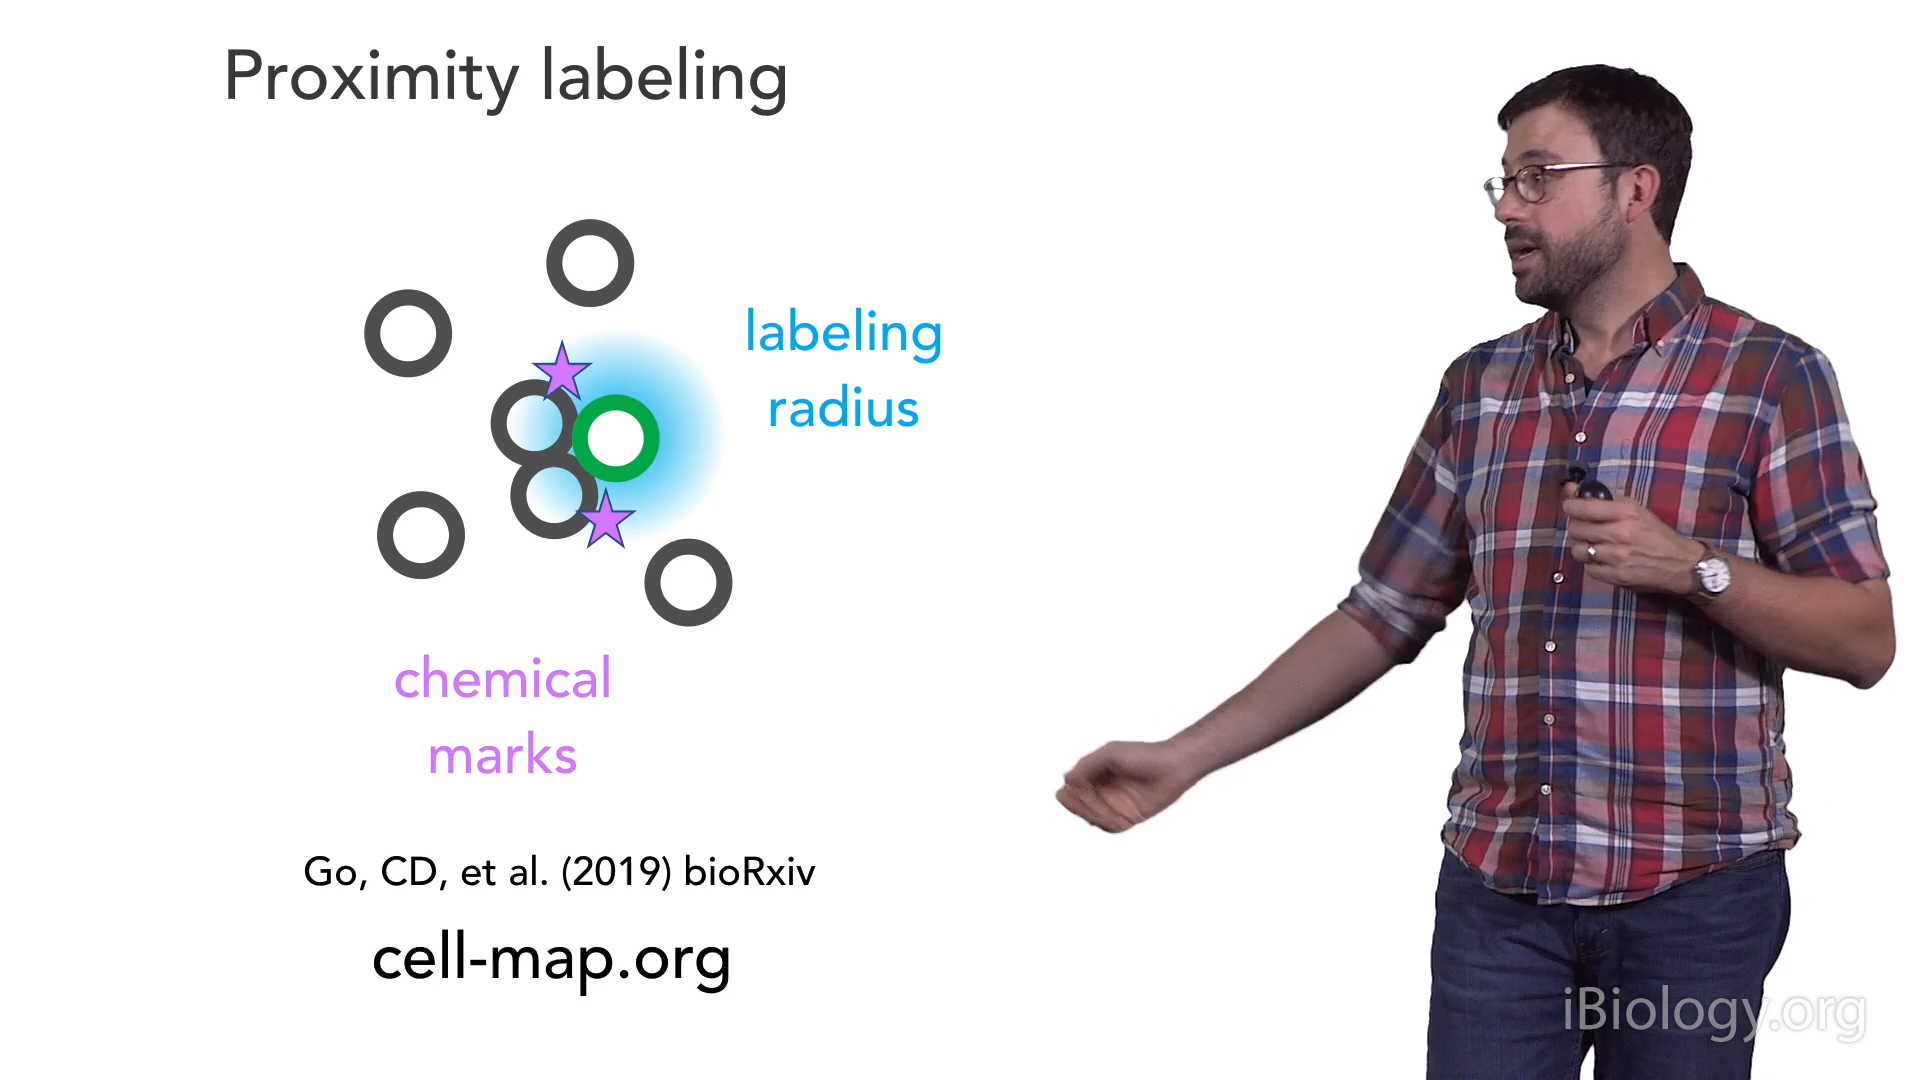 Proximity labeling
labeling
radius
chemical
marks
Go, CD, et al. (2019) bioRxiv
cell-map.org
iBiology.org